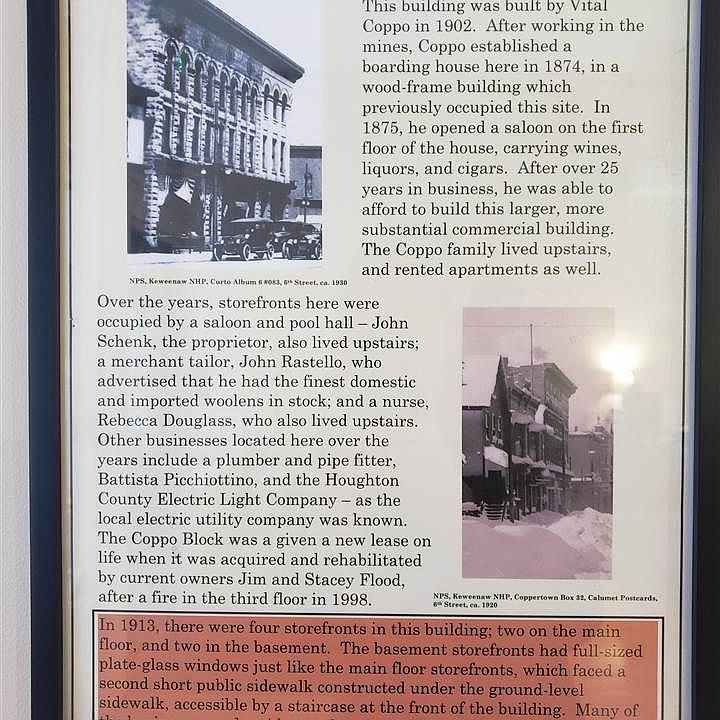 This building was built by Vital
Coppo in 1902. After working in the
mines, Coppo established a
boarding house here in 1874, in a
wood-frame building which
previously occupied this site. In
1875, he opened a saloon on the first
floor of the house, carrying wines,
liquors, and cigars. After over 25
years in business, he was able to
afford to build this larger, more
substantial commercial building.
The Coppo family lived upstairs,
and rented apartments as well.
NPS, Keweenaw NHP, Curto Album 6 #083, 6th Street, ca. 1930
Over the years, storefronts here were
occupied by a saloon and pool hall – John
Schenk, the proprietor, also lived upstairs;
a merchant tailor, John Rastello, who
advertised that he had the finest domestic
and imported woolens in stock; and a nurse,
Rebecca Douglass, who also lived upstairs.
Other businesses located here over the
years include a plumber and pipe fitter,
Battista Picchiottino, and the Houghton
County Electric Light Company – as the
local electric utility company was known.
The Coppo Block was a given a new lease on
life when it was acquired and rehabilitated
by current owners Jim and Stacey Flood,
after a fire in the third floor in 1998.
NPS, Keweenaw NHP, Coppertown Box 32, Calumet Postcards,
6th Street, ca. 1920
In 1913, there were four storefronts in this building; two on the main
floor, and two in the basement. The basement storefronts had full-sized
plate-glass windows just like the main floor storefronts, which faced a
second short public sidewalk constructed under the ground-level
sidewalk, accessible by a staircase at the front of the building. Many of